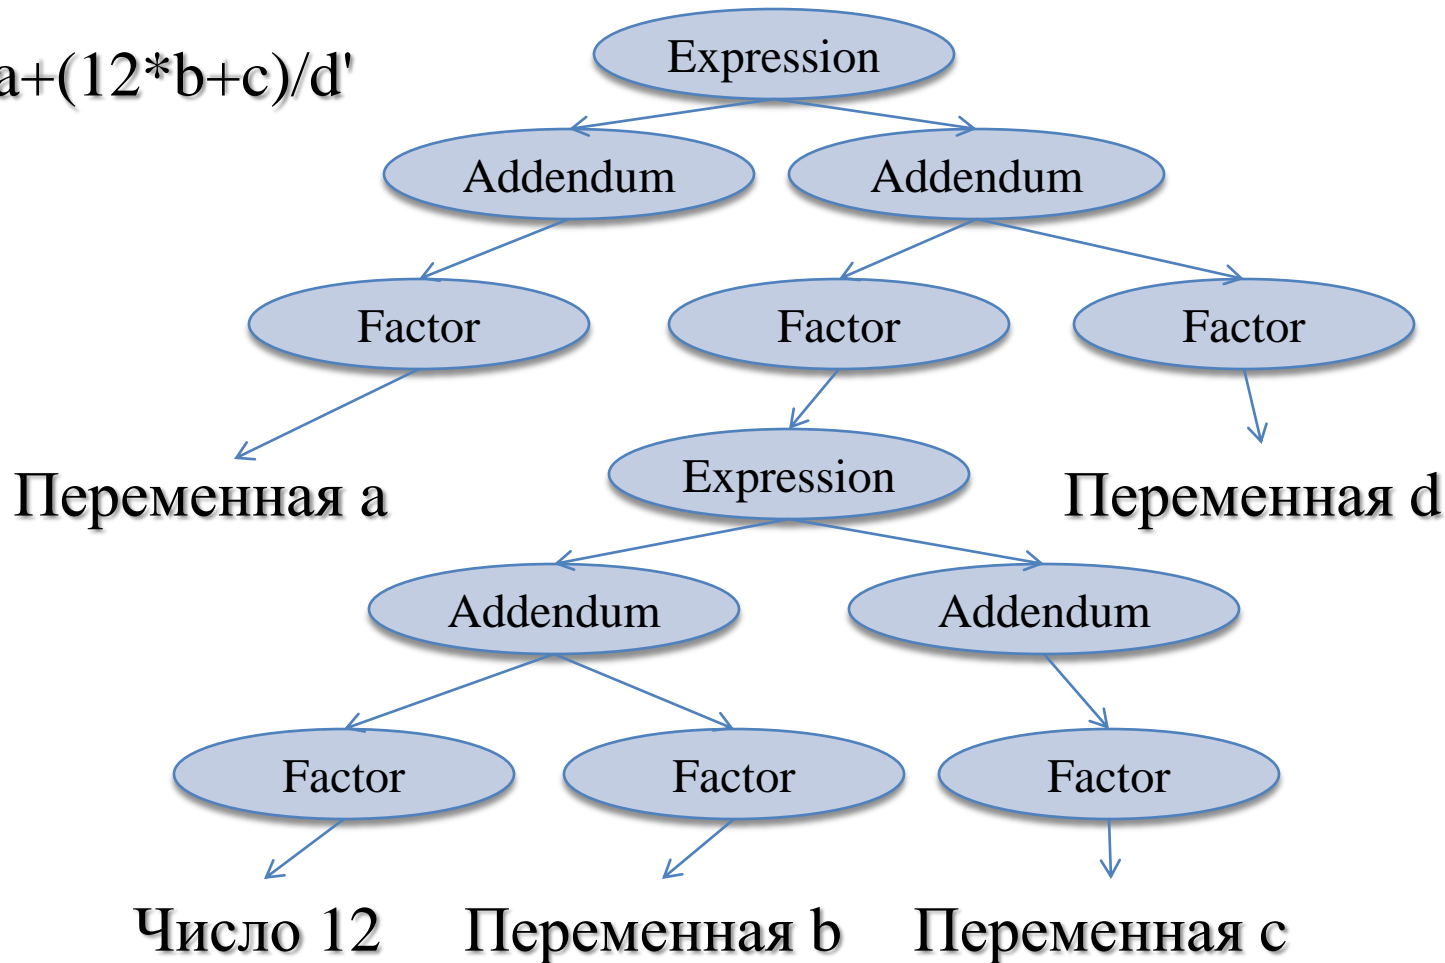 a+(12*b+c)/d'
Expression
Addendum
Addendum
Factor
Factor
Factor
Переменная a
Expression
Переменная d
Addendum
Addendum
Factor
Factor
Factor
Число 12
Переменная b
Переменная c